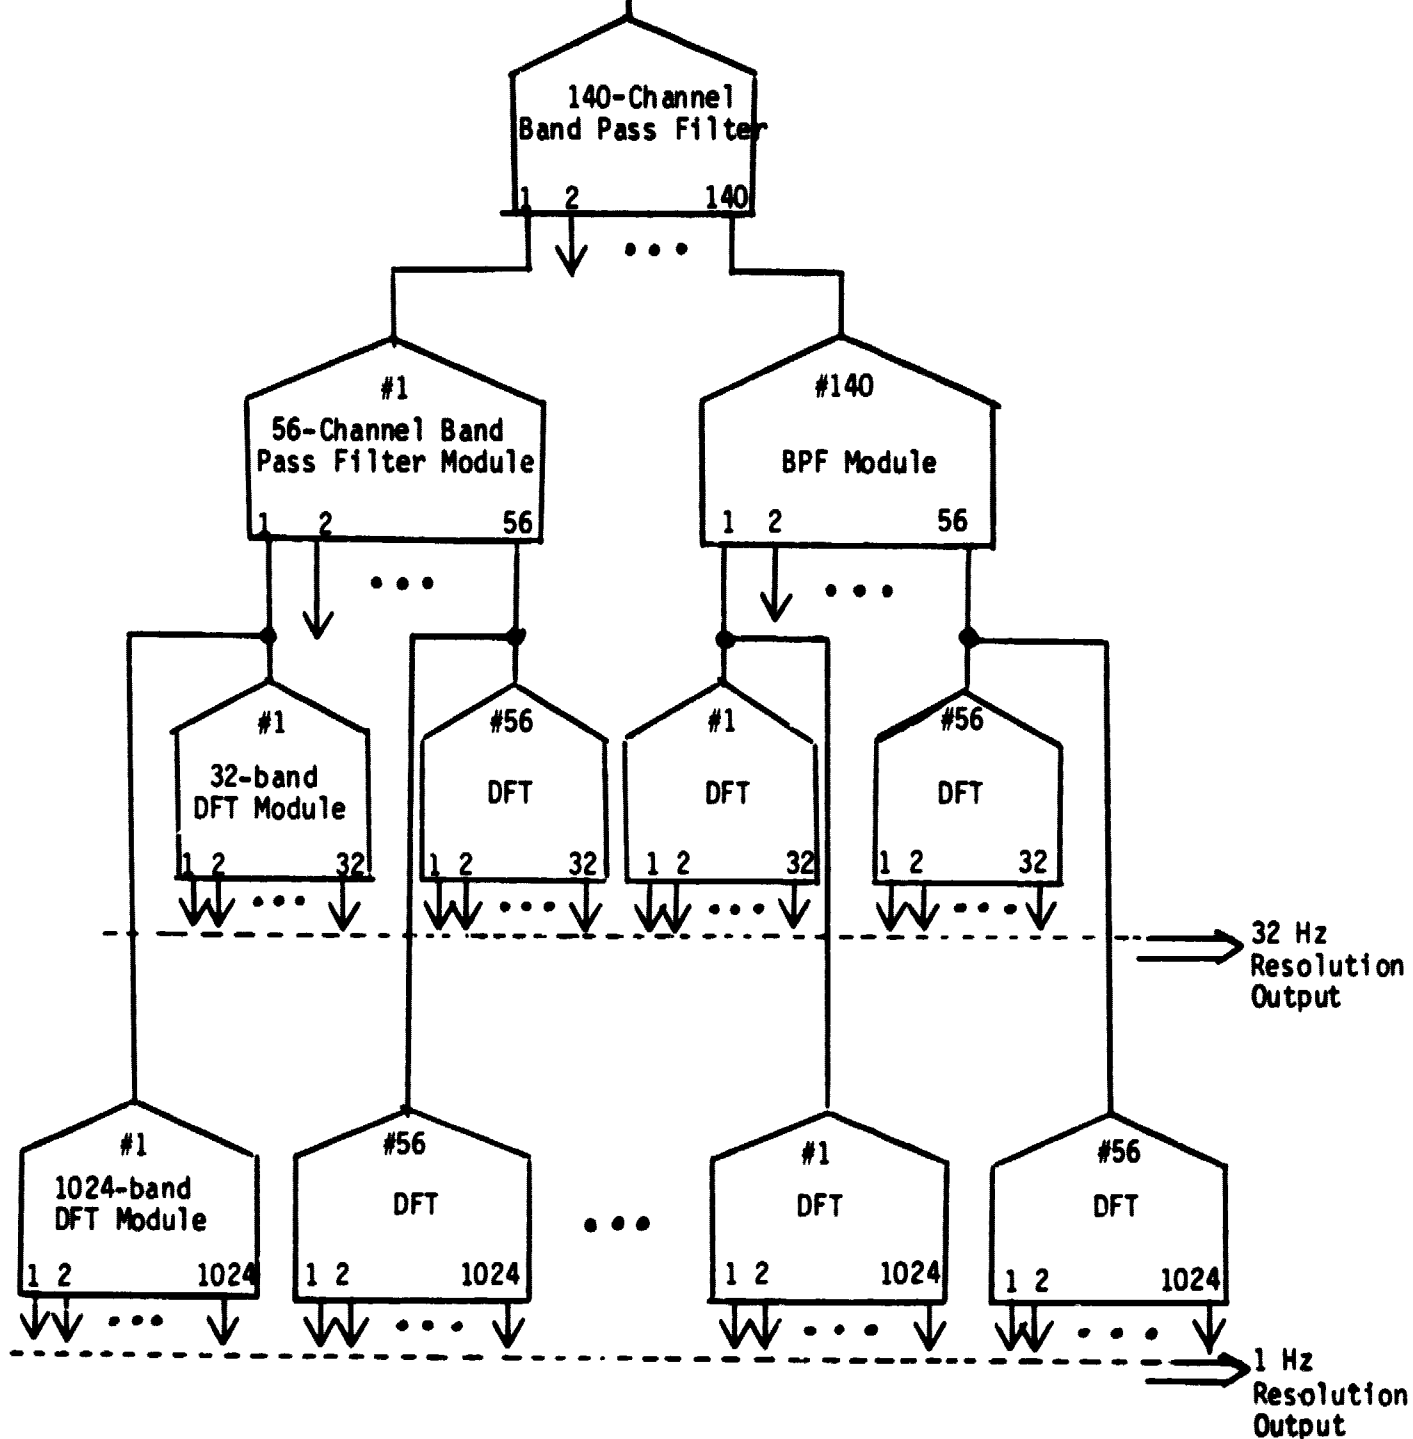 140-Channel
Band Pass Filter
1 2 140
#1
56-Channel Band
Pass Filter Module
1 2 56
#140
BPF Module
1 2 56
#1
32-band
DFT Module
1 2 32
#56
DFT
1 2 32
#1
DFT
1 2 32
#56
DFT
1 2 32
32 Hz
Resolution
Output
#1
1024-band
DFT Module
1 2 1024
#56
DFT
1 2 1024
#1
DFT
1 2 1024
#56
DFT
1 2 1024
1 Hz
Resolution
Output